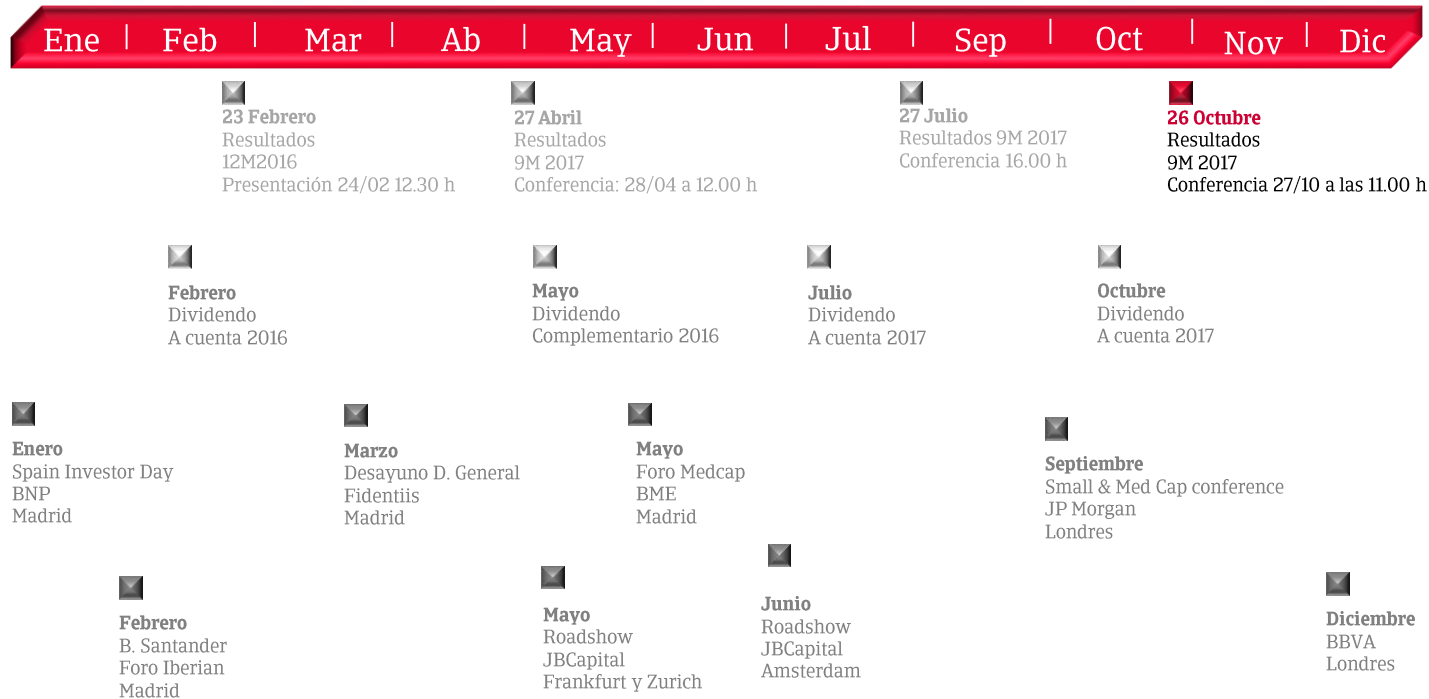 Ene | Feb | Mar | Ab | May | Jun | Jul | Sep | Oct | Nov | Dic
23 Febrero
Resultados
12M2016
Presentación 24/02 12.30 h
27 Abril
Resultados
9M 2017
Conferencia: 28/04 a 12.00 h
27 Julio
Resultados 9M 2017
Conferencia 16.00 h
26 Octubre
Resultados
9M 2017
Conferencia 27/10 a las 11.00 h
Febrero
Dividendo
A cuenta 2016
Mayo
Dividendo
Complementario 2016
Julio
Dividendo
A cuenta 2017
Octubre
Dividendo
A cuenta 2017
Enero
Spain Investor Day
BNP
Madrid
Marzo
Desayuno D. General
Fidentiis
Madrid
Mayo
Foro Medcap
BME
Madrid
Septiembre
Small & Med Cap conference
JP Morgan
Londres
Febrero
B. Santander
Foro Iberian
Madrid
Mayo
Roadshow
JBCapital
Frankfurt y Zurich
Junio
Roadshow
JBCapital
Amsterdam
Diciembre
BBVA
Londres